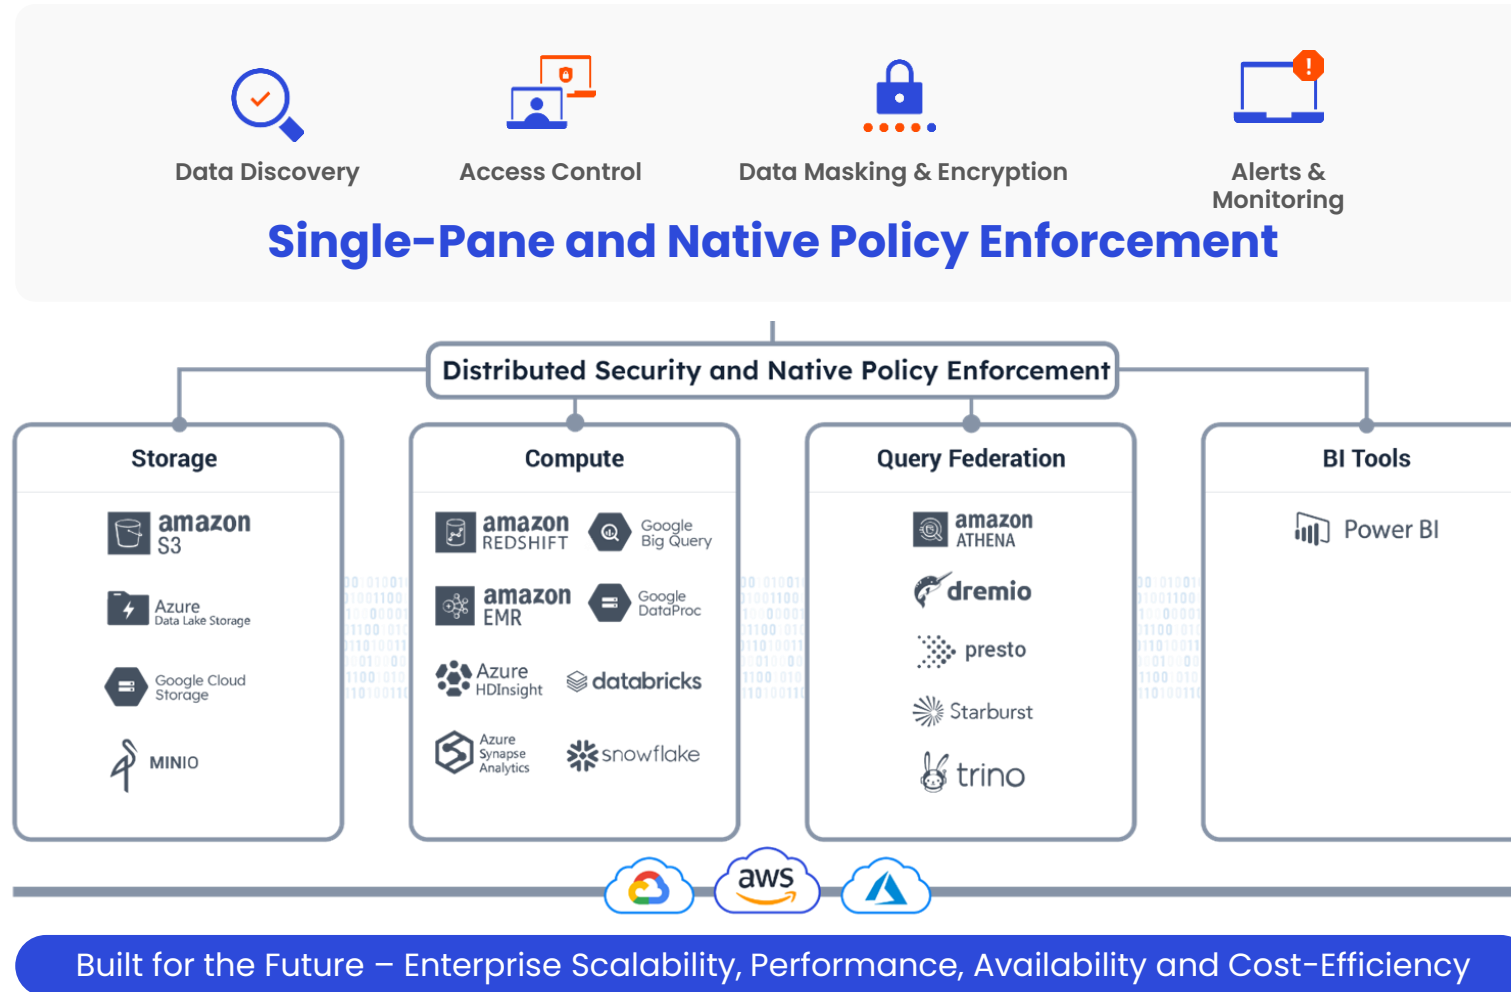 Data Discovery
Access Control
Data Masking & Encryption
Alerts &
Monitoring
Single-Pane and Native Policy Enforcement
Distributed Security and Native Policy Enforcement
Storage
amazon
S3
Azure
Data Lake Storage
Google Cloud
Storage
MINIO
Compute
amazon
REDSHIFT
Google
Big Query
amazon
EMR
Google
DataProc
Azure
HDInsight
databricks
Azure
Synapse
Analytics
snowflake
Query Federation
amazon
ATHENA
dremio
presto
Starburst
trino
BI Tools
Power BI
aws
Built for the Future – Enterprise Scalability, Performance, Availability and Cost-Efficiency